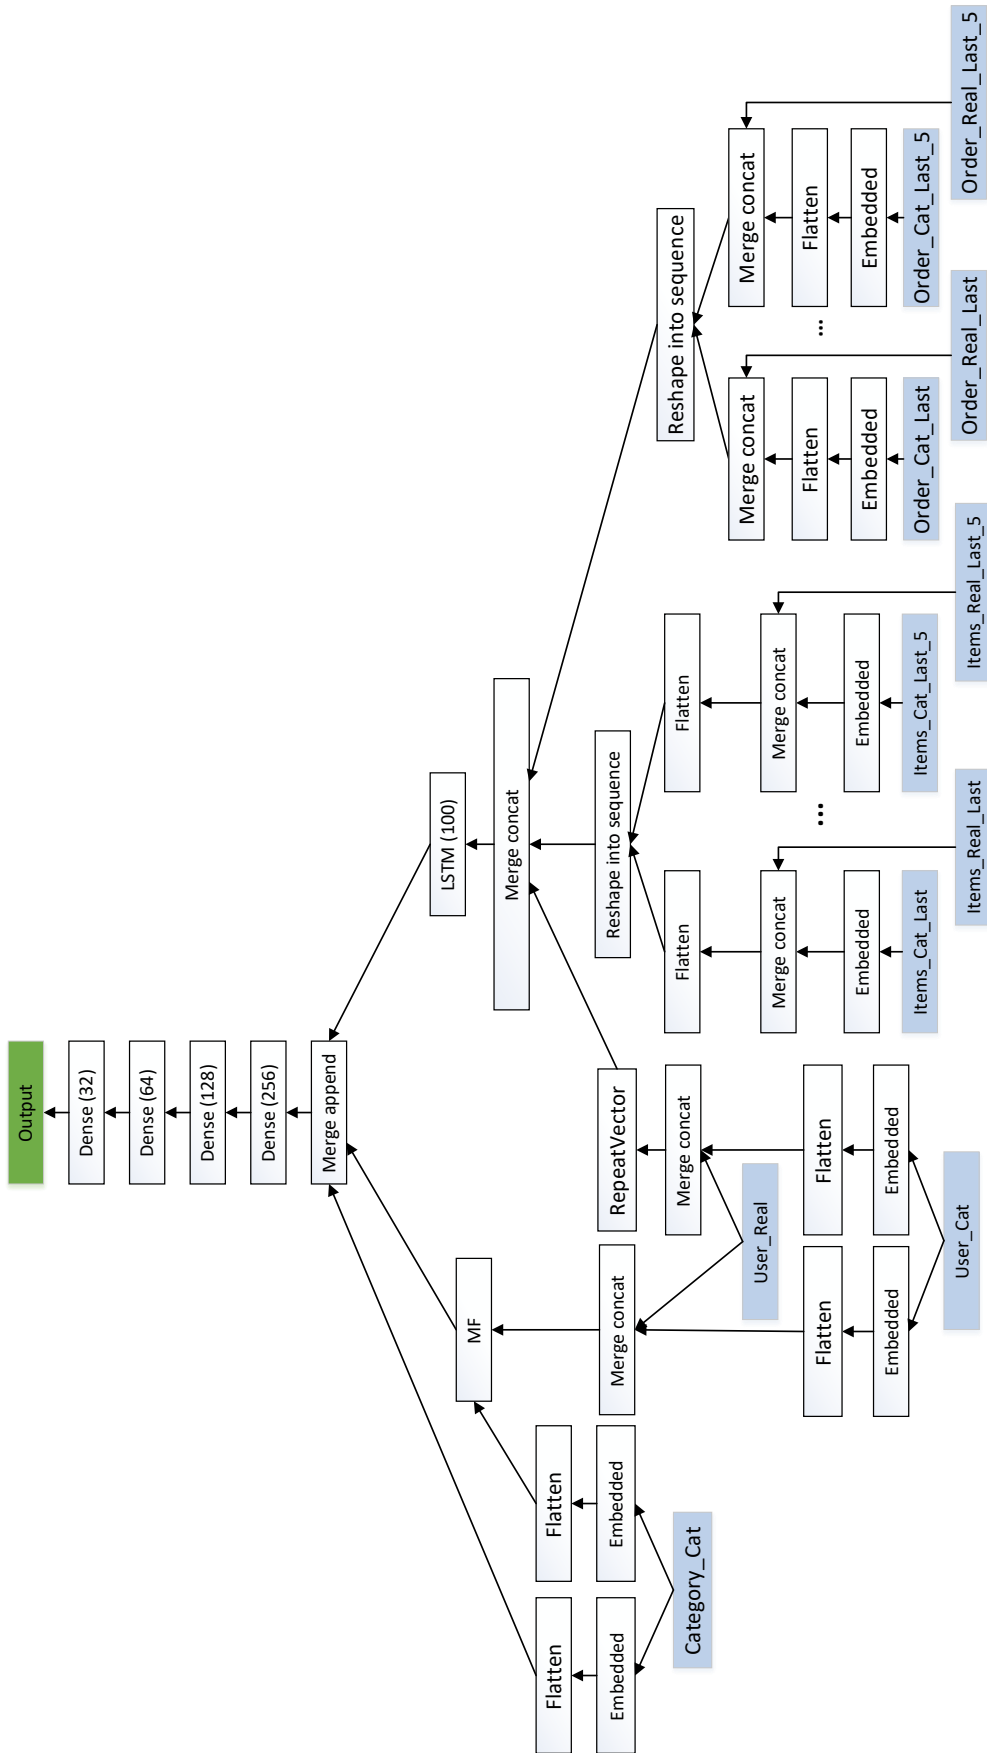 Output
Dense (32)
Dense (64)
Dense (128)
Dense (256)
Merge append
LSTM (100)
MF
Merge concat
Flatten
Embedded
Flatten
Embedded
Category_Cat
Merge concat
User_Real
Flatten
Embedded
RepeatVector
Merge concat
Flatten
Embedded
User_Cat
Reshape into sequence
Flatten
Merge concat
Embedded
Items_Cat_Last
Items_Real_Last
...
Flatten
Merge concat
Embedded
Items_Cat_Last_5
Items_Real_Last_5
Reshape into sequence
Merge concat
Flatten
Embedded
Order_Cat_Last
Order_Real_Last
...
Merge concat
Flatten
Embedded
Order_Cat_Last_5
Order_Real_Last_5